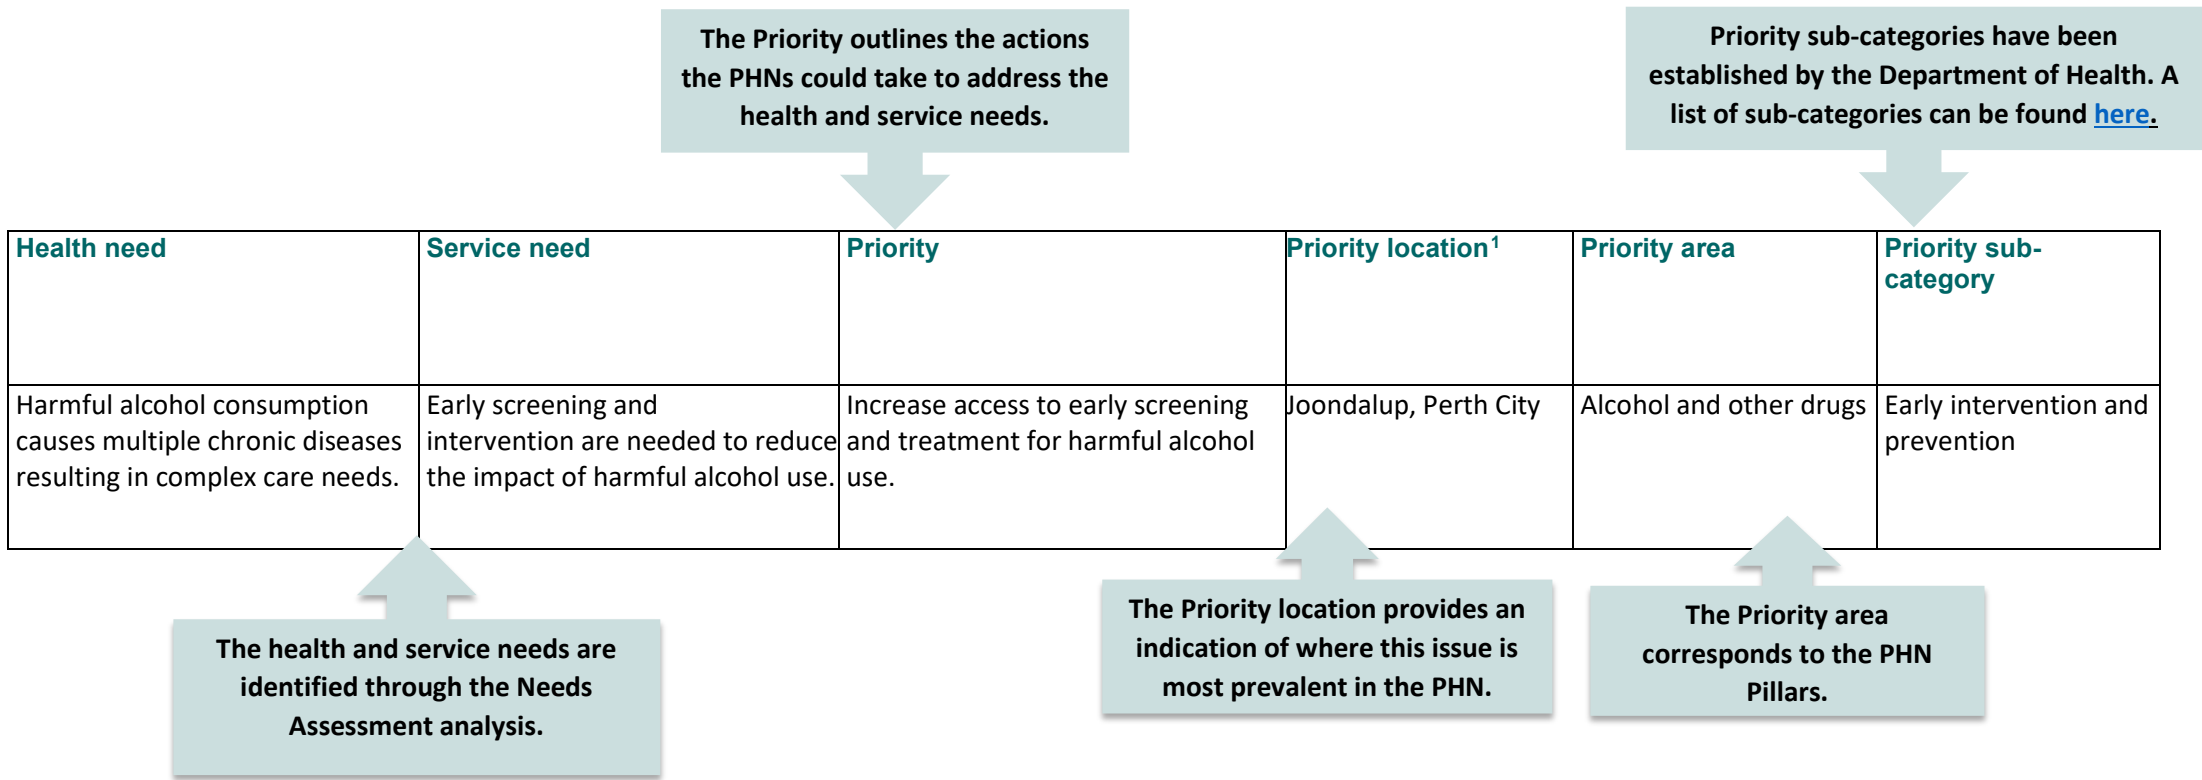 The Priority outlines the actions
the PHNs could take to address the
health and service needs.
Priority sub-categories have been
established by the Department of Health. A
list of sub-categories can be found here.
Health need
Service need
Priority
Priority location¹
Priority area
Priority sub-
category
Harmful alcohol consumption
causes multiple chronic diseases
resulting in complex care needs.
Early screening and
intervention are needed to reduce
the impact of harmful alcohol use.
Increase access to early screening
and treatment for harmful alcohol
use.
Joondalup, Perth City
Alcohol and other drugs
Early intervention and
prevention
The health and service needs are
identified through the Needs
Assessment analysis.
The Priority location provides an
indication of where this issue is
most prevalent in the PHN.
The Priority area
corresponds to the PHN
Pillars.